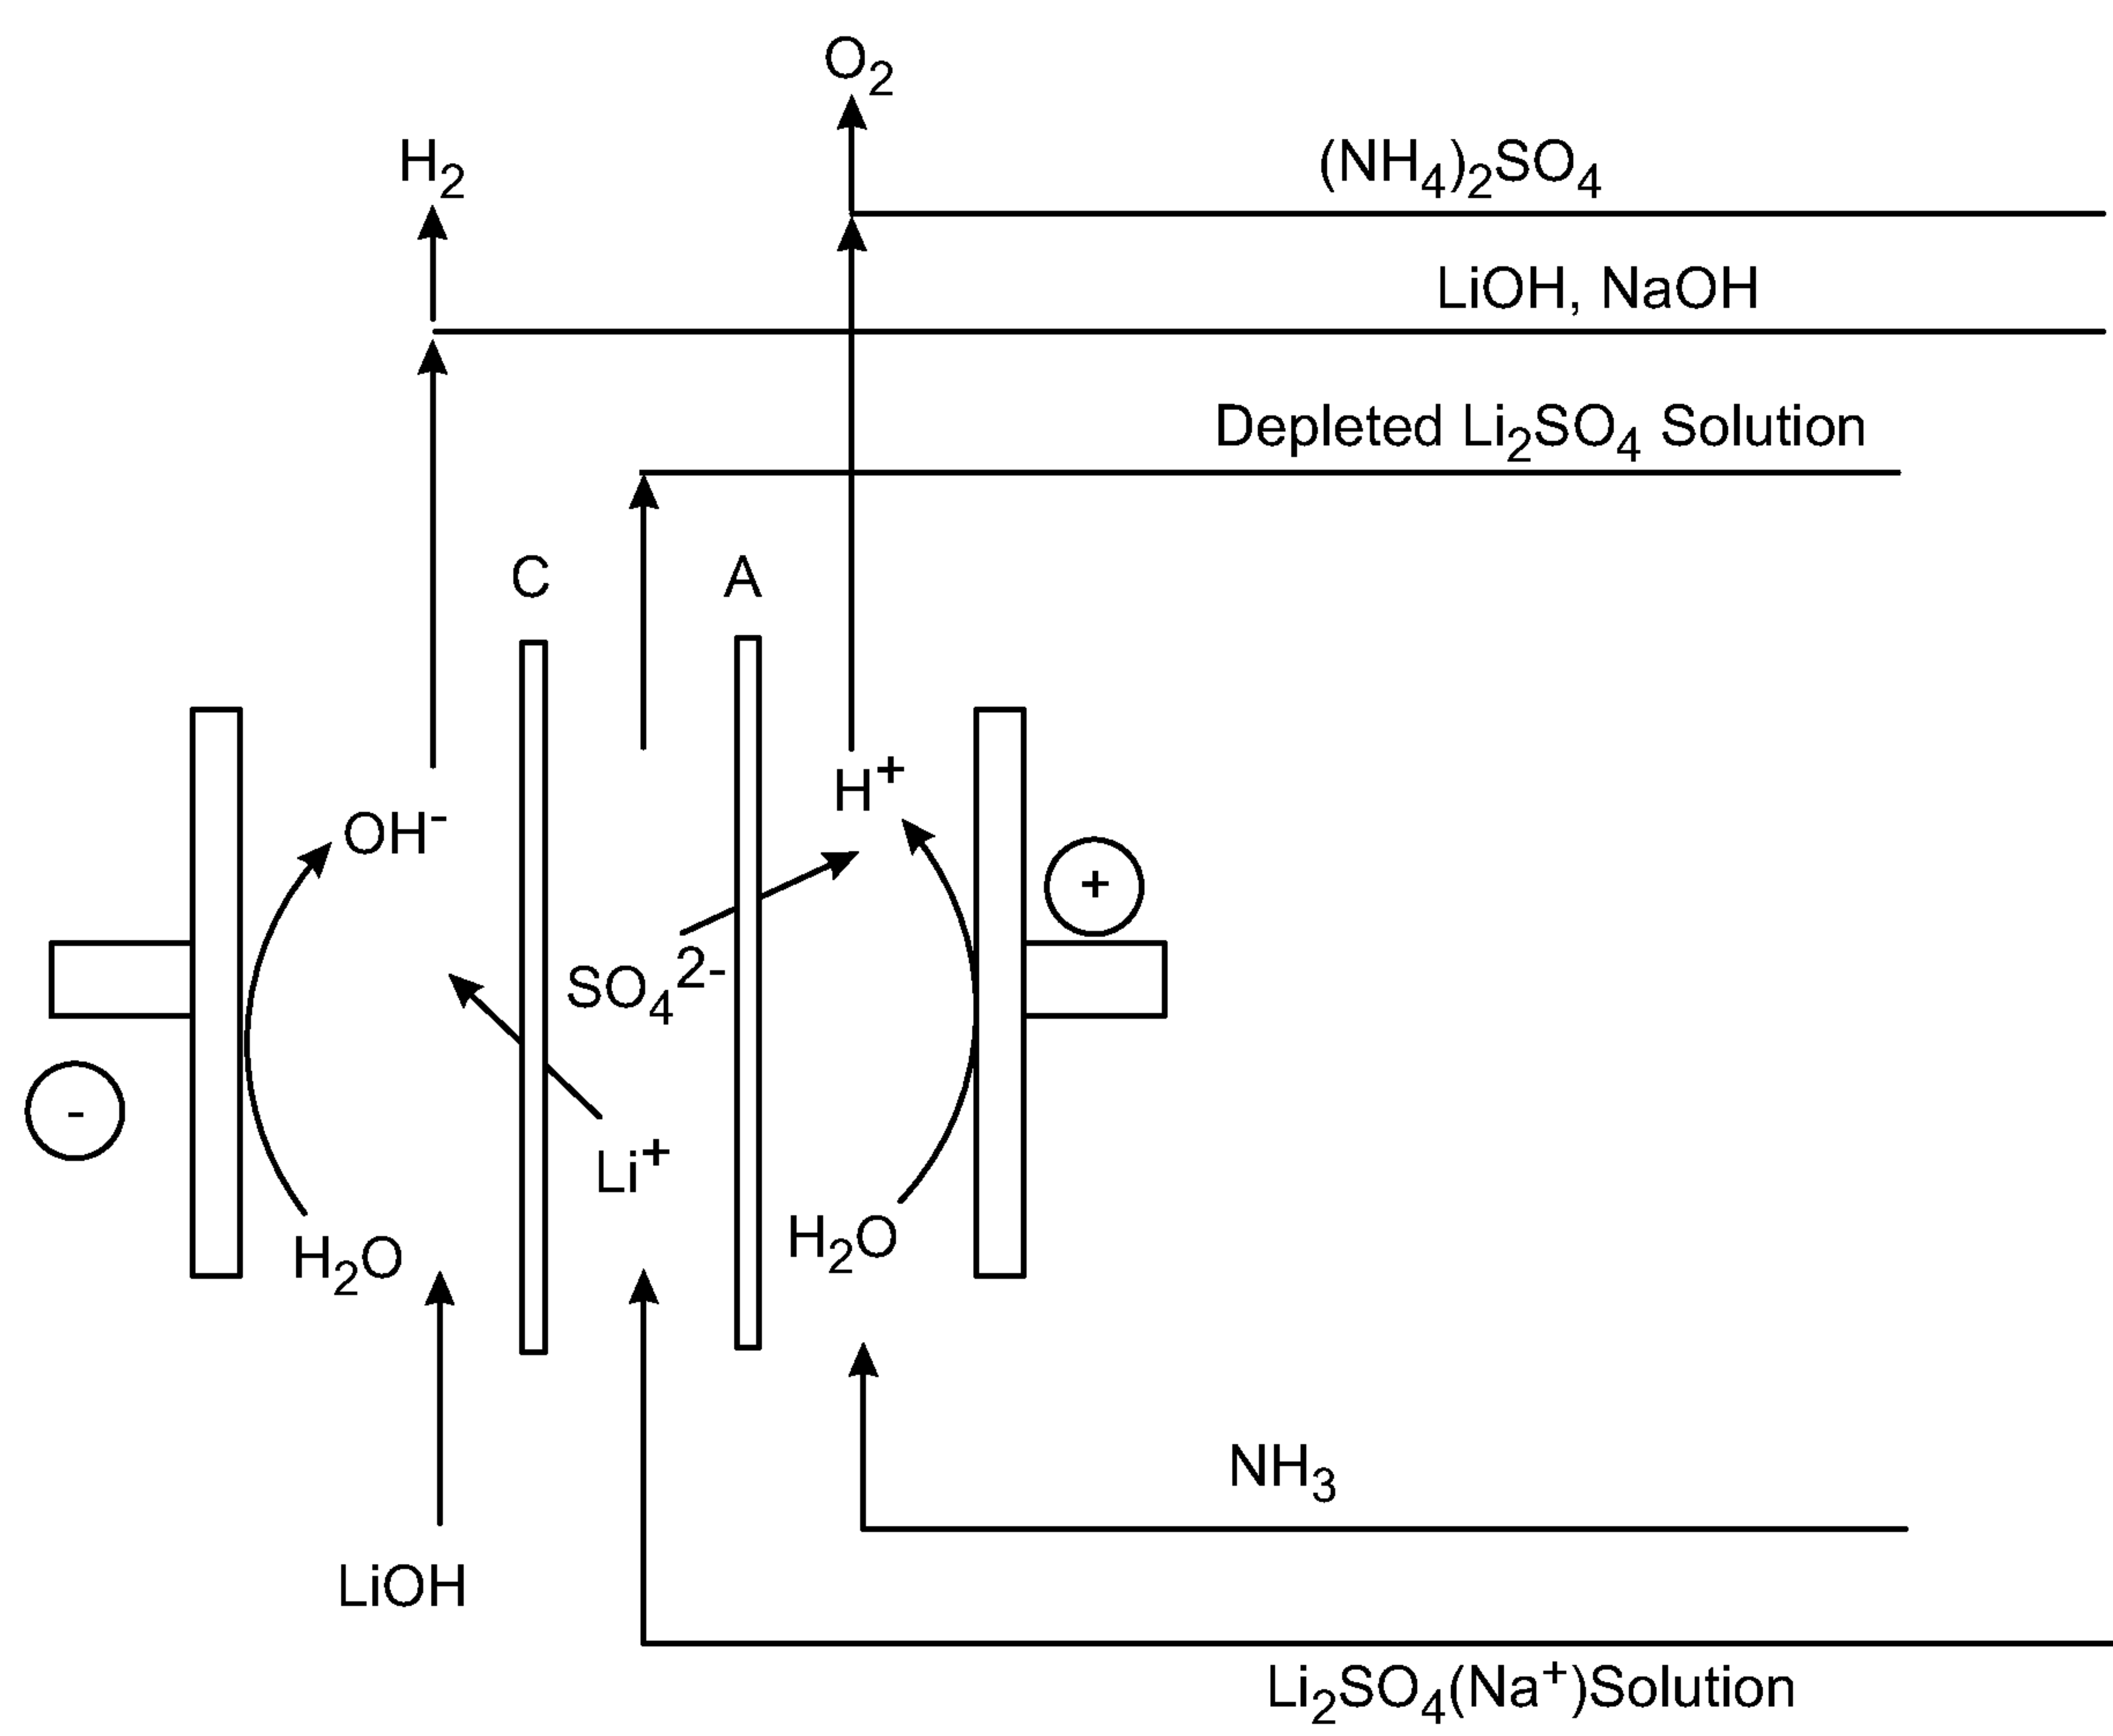 O₂
H₂
(NH₄)₂SO₄
LiOH, NaOH
Depleted Li₂SO₄ Solution
C
A
H⁺
OH⁻
+
SO₄²⁻
-
Li⁺
H₂O
H₂O
NH₃
LiOH
Li₂SO₄(Na⁺)Solution